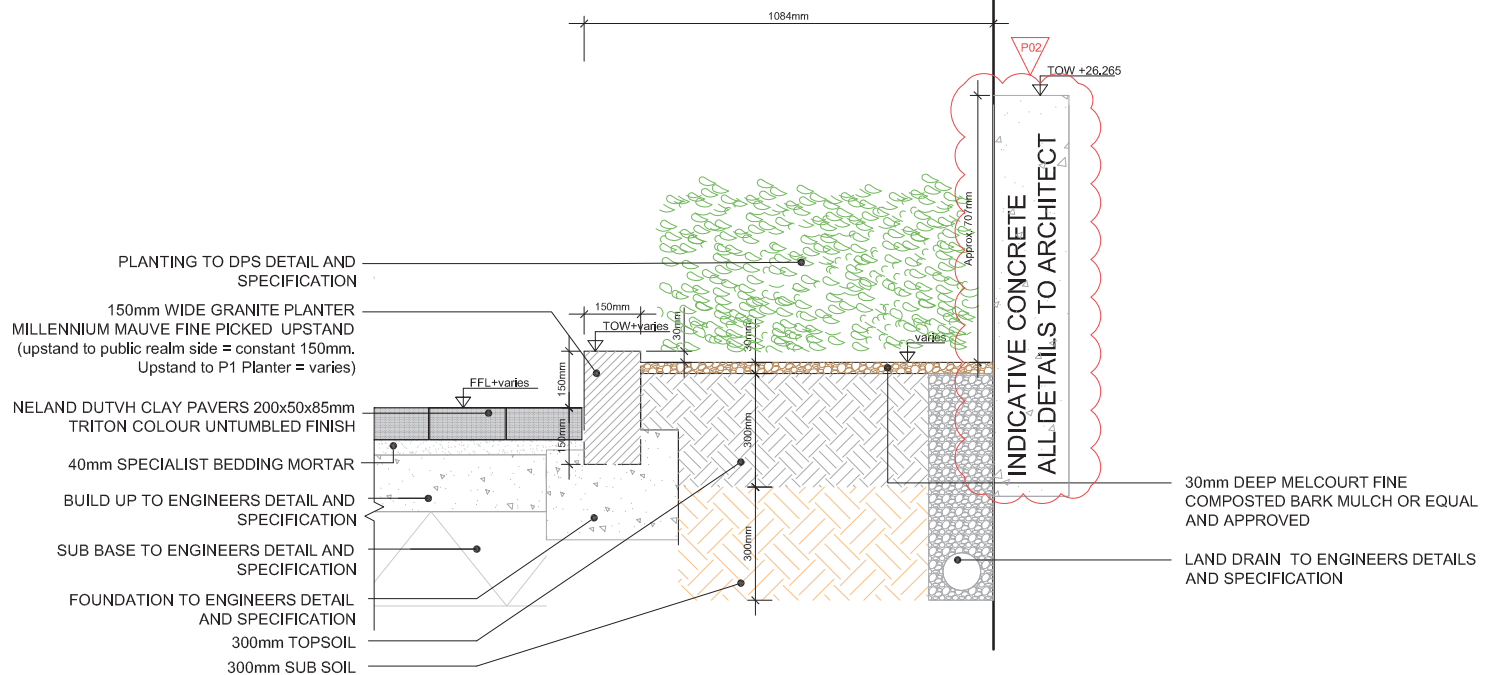 1084mm
P02
TOW +26.265
PLANTING TO DPS DETAIL AND
SPECIFICATION
150mm WIDE GRANITE PLANTER
MILLENNIUM MAUVE FINE PICKED UPSTAND
(upstand to public realm side = constant 150mm.
Upstand to P1 Planter = varies)
NELAND DUTVH CLAY PAVERS 200x50x85mm
TRITON COLOUR UNTUMBLED FINISH
40mm SPECIALIST BEDDING MORTAR
BUILD UP TO ENGINEERS DETAIL AND
SPECIFICATION
SUB BASE TO ENGINEERS DETAIL AND
SPECIFICATION
FOUNDATION TO ENGINEERS DETAIL
AND SPECIFICATION
300mm TOPSOIL
300mm SUB SOIL
FFL+varies
150mm
TOW+varies
150mm
150mm
30mm
30mm
varies
300mm
300mm
Approx. 707mm
INDICATIVE CONCRETE
ALL DETAILS TO ARCHITECT
30mm DEEP MELCOURT FINE
COMPOSTED BARK MULCH OR EQUAL
AND APPROVED
LAND DRAIN TO ENGINEERS DETAILS
AND SPECIFICATION